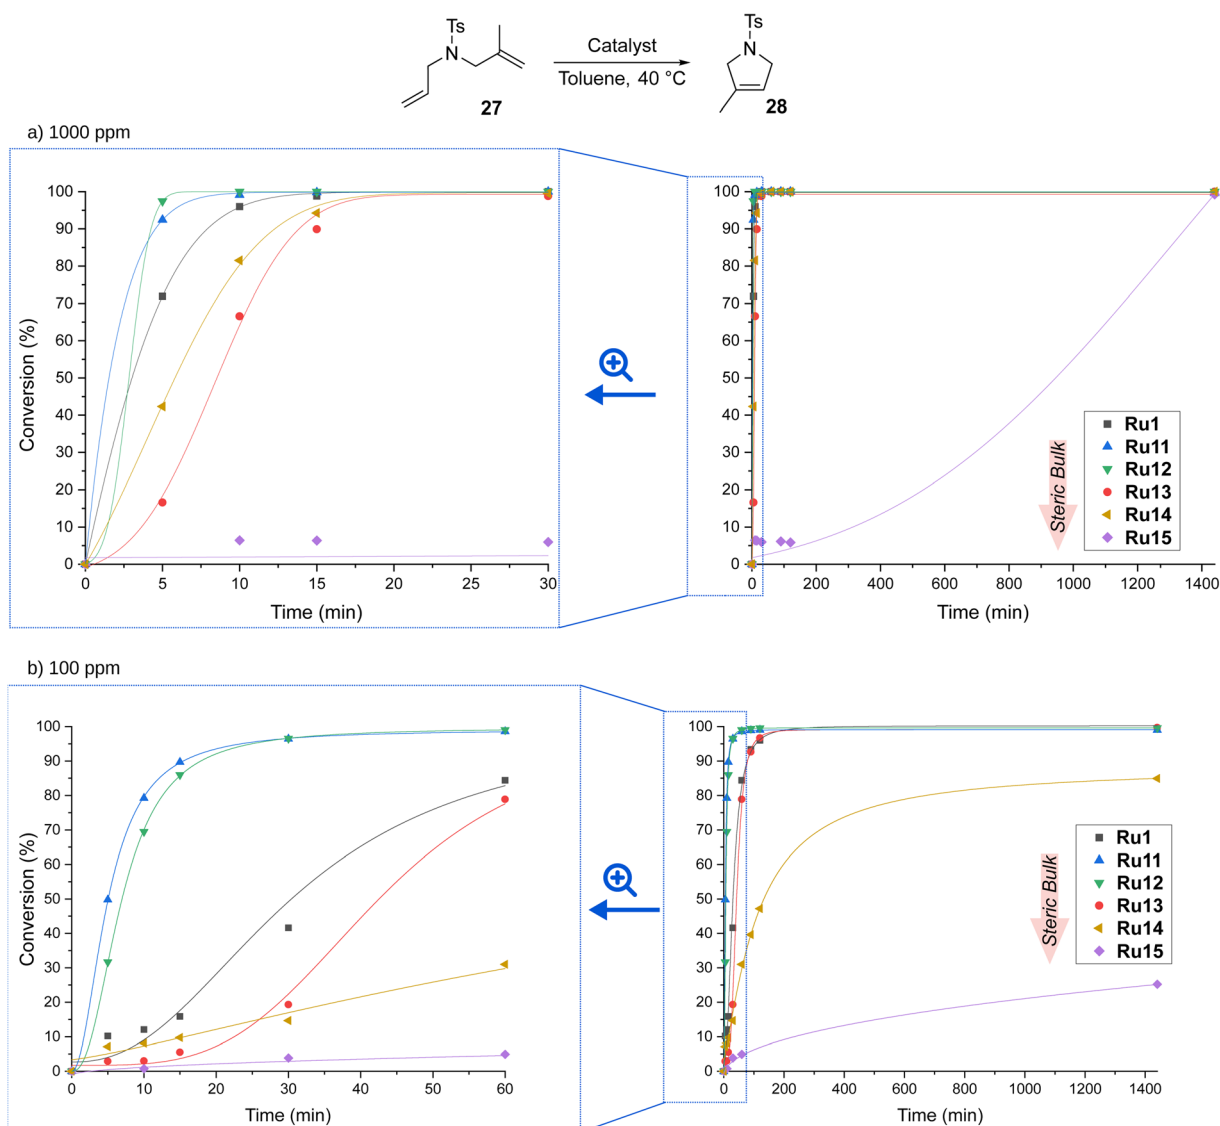 Ts
N
27
Catalyst
Toluene, 40 °C
Ts
N
28
a) 1000 ppm
Conversion (%)
100
90
80
70
60
50
40
30
20
10
0
0 5 10 15 20 25 30
Time (min)
100
90
80
70
60
50
40
30
20
10
0
0 200 400 600 800 1000 1200 1400
Time (min)
Steric Bulk
Ru1
Ru11
Ru12
Ru13
Ru14
Ru15
b) 100 ppm
Conversion (%)
100
90
80
70
60
50
40
30
20
10
0
0 10 20 30 40 50 60
Time (min)
100
90
80
70
60
50
40
30
20
10
0
0 200 400 600 800 1000 1200 1400
Time (min)
Steric Bulk
Ru1
Ru11
Ru12
Ru13
Ru14
Ru15